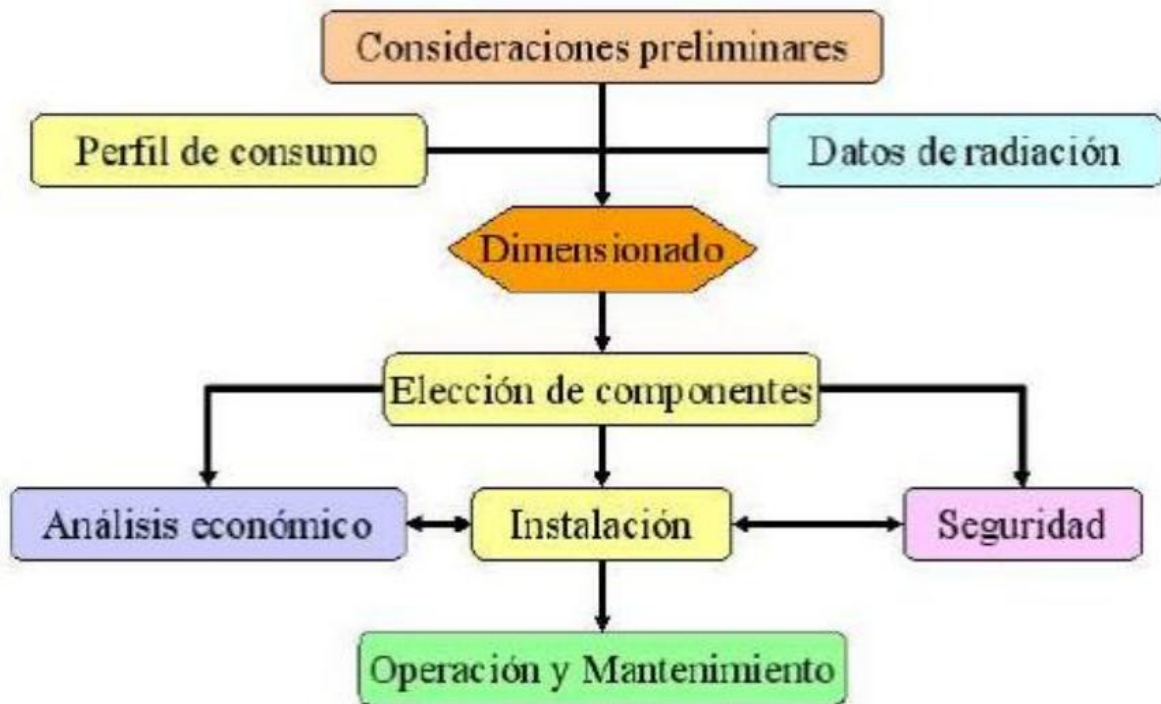 Consideraciones preliminares
Perfil de consumo
Datos de radiación
Dimensionado
Elección de componentes
Análisis económico
Instalación
Seguridad
Operación y Mantenimiento